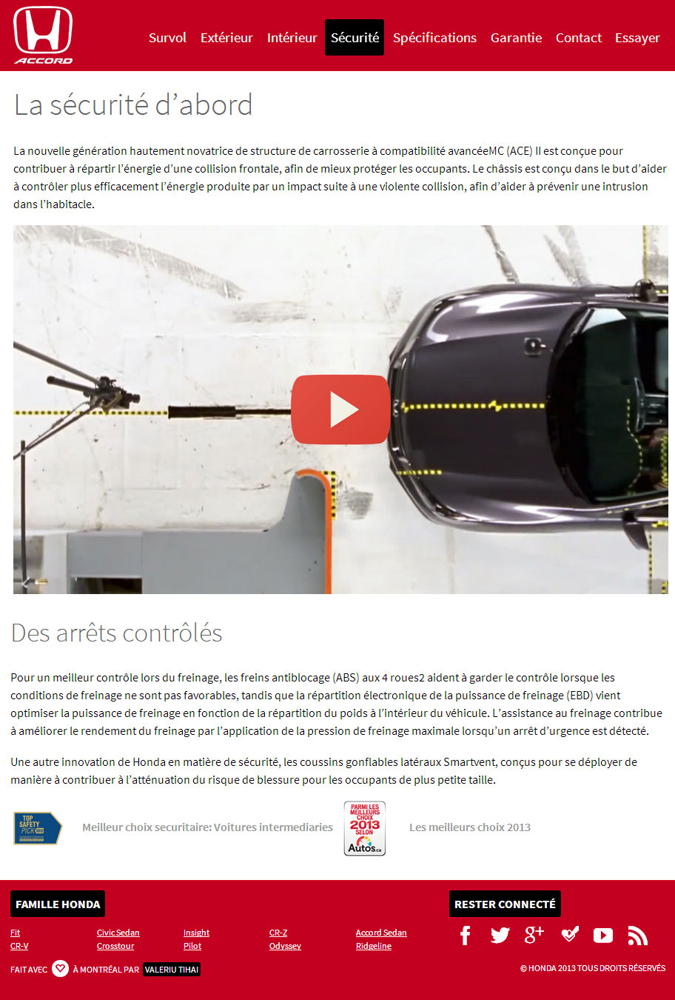 ACCORD
Survol Extérieur Intérieur Sécurité Spécifications Garantie Contact Essayer
La sécurité d’abord
La nouvelle génération hautement novatrice de structure de carrosserie à compatibilité avancéeMC (ACE) II est conçue pour
contribuer à répartir l’énergie d’une collision frontale, afin de mieux protéger les occupants. Le châssis est conçu dans le but d’aider
à contrôler plus efficacement l’énergie produite par un impact suite à une violente collision, afin d’aider à prévenir une intrusion
dans l’habitacle.
Des arrêts contrôlés
Pour un meilleur contrôle lors du freinage, les freins antiblocage (ABS) aux 4 roues2 aident à garder le contrôle lorsque les
conditions de freinage ne sont pas favorables, tandis que la répartition électronique de la puissance de freinage (EBD) vient
optimiser la puissance de freinage en fonction de la répartition du poids à l’intérieur du véhicule. L’assistance au freinage contribue
à améliorer le rendement du freinage par l’application de la pression de freinage maximale lorsqu’un arrêt d’urgence est détecté.
Une autre innovation de Honda en matière de sécurité, les coussins gonflables latéraux Smartvent, conçus pour se déployer de
manière à contribuer à l’atténuation du risque de blessure pour les occupants de plus petite taille.
TOP
SAFETY
PICK
Meilleur choix securitaire: Voitures intermediaries
PARMI LES
MEILLEURS
CHOIX
2013
SELON
Autos.ca
Les meilleurs choix 2013
FAMILLE HONDA
RESTER CONNECTÉ
Fit Civic Sedan Insight CR-Z Accord Sedan
CR-V Crosstour Pilot Odyssey Ridgeline
FAIT AVEC À MONTRÉAL PAR VALERIU TIHAI
© HONDA 2013 TOUS DROITS RÉSERVÉS